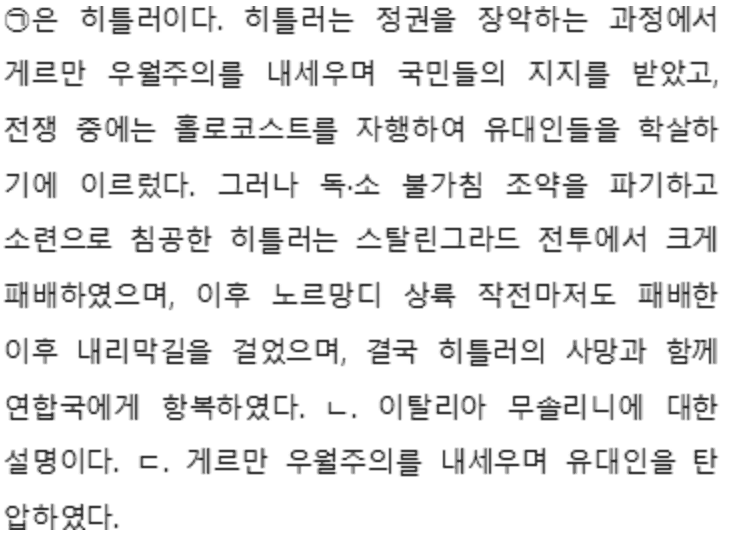 ㉠은 히틀러이다. 히틀러는 정권을 장악하는 과정에서
게르만 우월주의를 내세우며 국민들의 지지를 받았고,
전쟁 중에는 홀로코스트를 자행하여 유대인들을 학살하
기에 이르렀다. 그러나 독·소 불가침 조약을 파기하고
소련으로 침공한 히틀러는 스탈린그라드 전투에서 크게
패배하였으며, 이후 노르망디 상륙 작전마저도 패배한
이후 내리막길을 걸었으며, 결국 히틀러의 사망과 함께
연합국에게 항복하였다. ㄴ. 이탈리아 무솔리니에 대한
설명이다. ㄷ. 게르만 우월주의를 내세우며 유대인을 탄
압하였다.